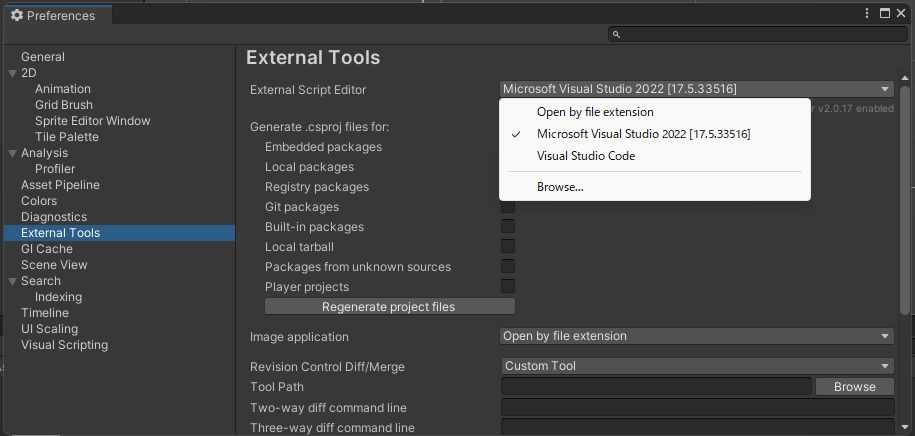 Preferences
General
2D
Animation
Grid Brush
Sprite Editor Window
Tile Palette
Analysis
Profiler
Asset Pipeline
Colors
Diagnostics
External Tools
GI Cache
Scene View
Search
Indexing
Timeline
UI Scaling
Visual Scripting
External Tools
External Script Editor
Microsoft Visual Studio 2022 [17.5.33516]
v2.0.17 enabled
Open by file extension
Microsoft Visual Studio 2022 [17.5.33516]
Visual Studio Code
Browse...
Generate .csproj files for:
Embedded packages
Local packages
Registry packages
Git packages
Built-in packages
Local tarball
Packages from unknown sources
Player projects
Regenerate project files
Image application
Open by file extension
Revision Control Diff/Merge
Custom Tool
Tool Path
Browse
Two-way diff command line
Three-way diff command line